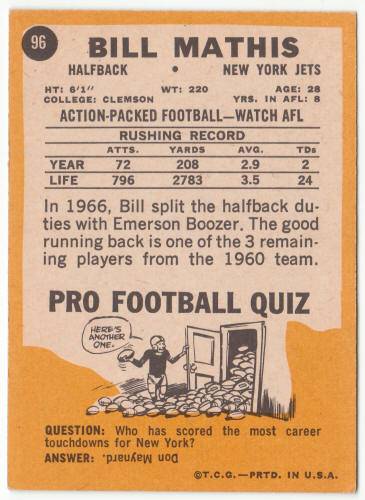 96
BILL MATHIS
HALFBACK • NEW YORK JETS
HT: 6'1" WT: 220 AGE: 28
COLLEGE: CLEMSON YRS. IN AFL: 8
ACTION-PACKED FOOTBALL—WATCH AFL
RUSHING RECORD
ATTS. YARDS AVG. TDs
YEAR 72 208 2.9 2
LIFE 796 2783 3.5 24
In 1966, Bill split the halfback du-
ties with Emerson Boozer. The good
running back is one of the 3 remain-
ing players from the 1960 team.
PRO FOOTBALL QUIZ
HERE'S
ANOTHER
ONE.
QUESTION: Who has scored the most career
touchdowns for New York?
ANSWER: Don Maynard.
©T.C.G.—PRTD. IN U.S.A.